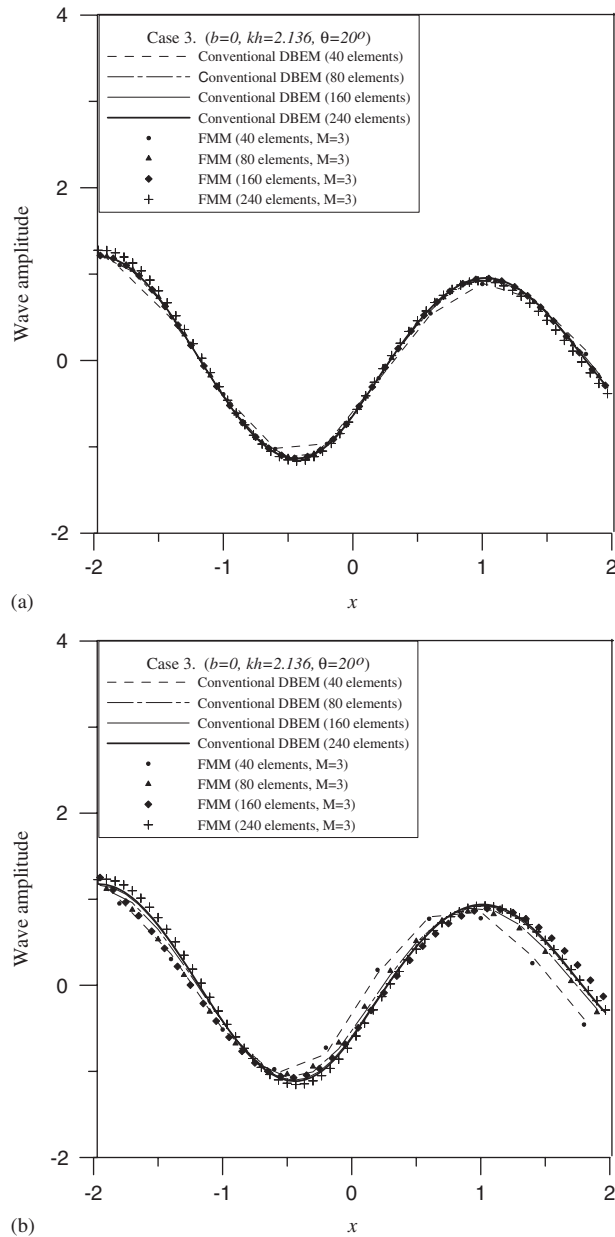 Case 3. (b=0, kh=2.136, θ=20º)
Conventional DBEM (40 elements)
Conventional DBEM (80 elements)
Conventional DBEM (160 elements)
Conventional DBEM (240 elements)
FMM (40 elements, M=3)
FMM (80 elements, M=3)
FMM (160 elements, M=3)
FMM (240 elements, M=3)
4
2
0
-2
Wave amplitude
-2 -1 0 1 2
x
(a)
Case 3. (b=0, kh=2.136, θ=20º)
Conventional DBEM (40 elements)
Conventional DBEM (80 elements)
Conventional DBEM (160 elements)
Conventional DBEM (240 elements)
FMM (40 elements, M=3)
FMM (80 elements, M=3)
FMM (160 elements, M=3)
FMM (240 elements, M=3)
4
2
0
-2
Wave amplitude
-2 -1 0 1 2
x
(b)